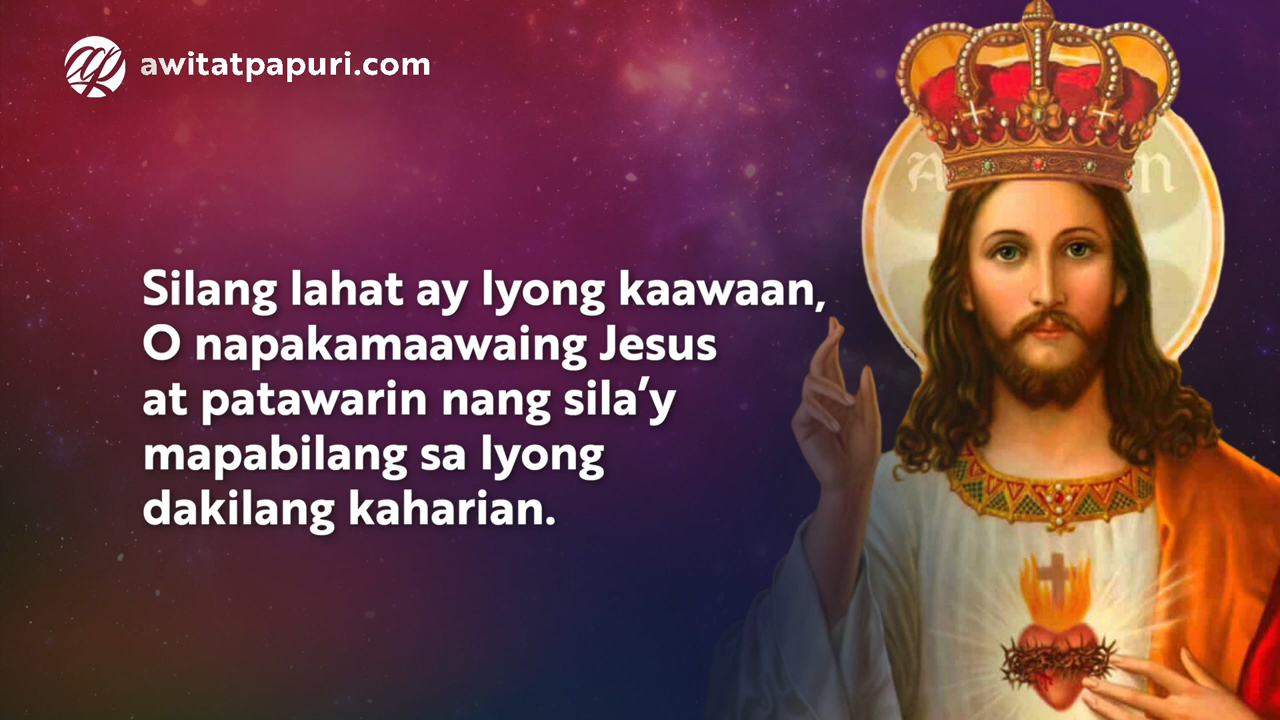 awitatpapuri.com
Silang lahat ay Iyong kaawaan,
O napakamaawaing Jesus
at patawarin nang sila’y
mapabilang sa Iyong
dakilang kaharian.